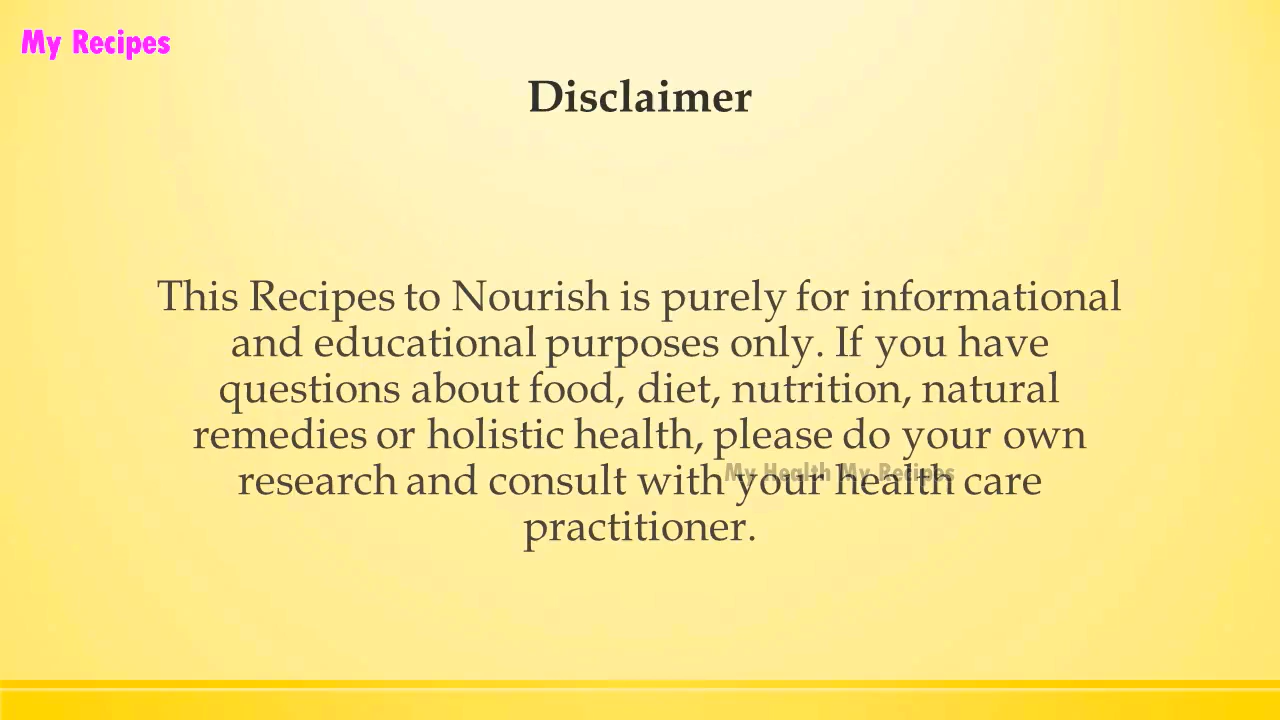 My Recipes
Disclaimer
This Recipes to Nourish is purely for informational
and educational purposes only. If you have
questions about food, diet, nutrition, natural
remedies or holistic health, please do your own
My Health My Recipes
research and consult with your health care
practitioner.